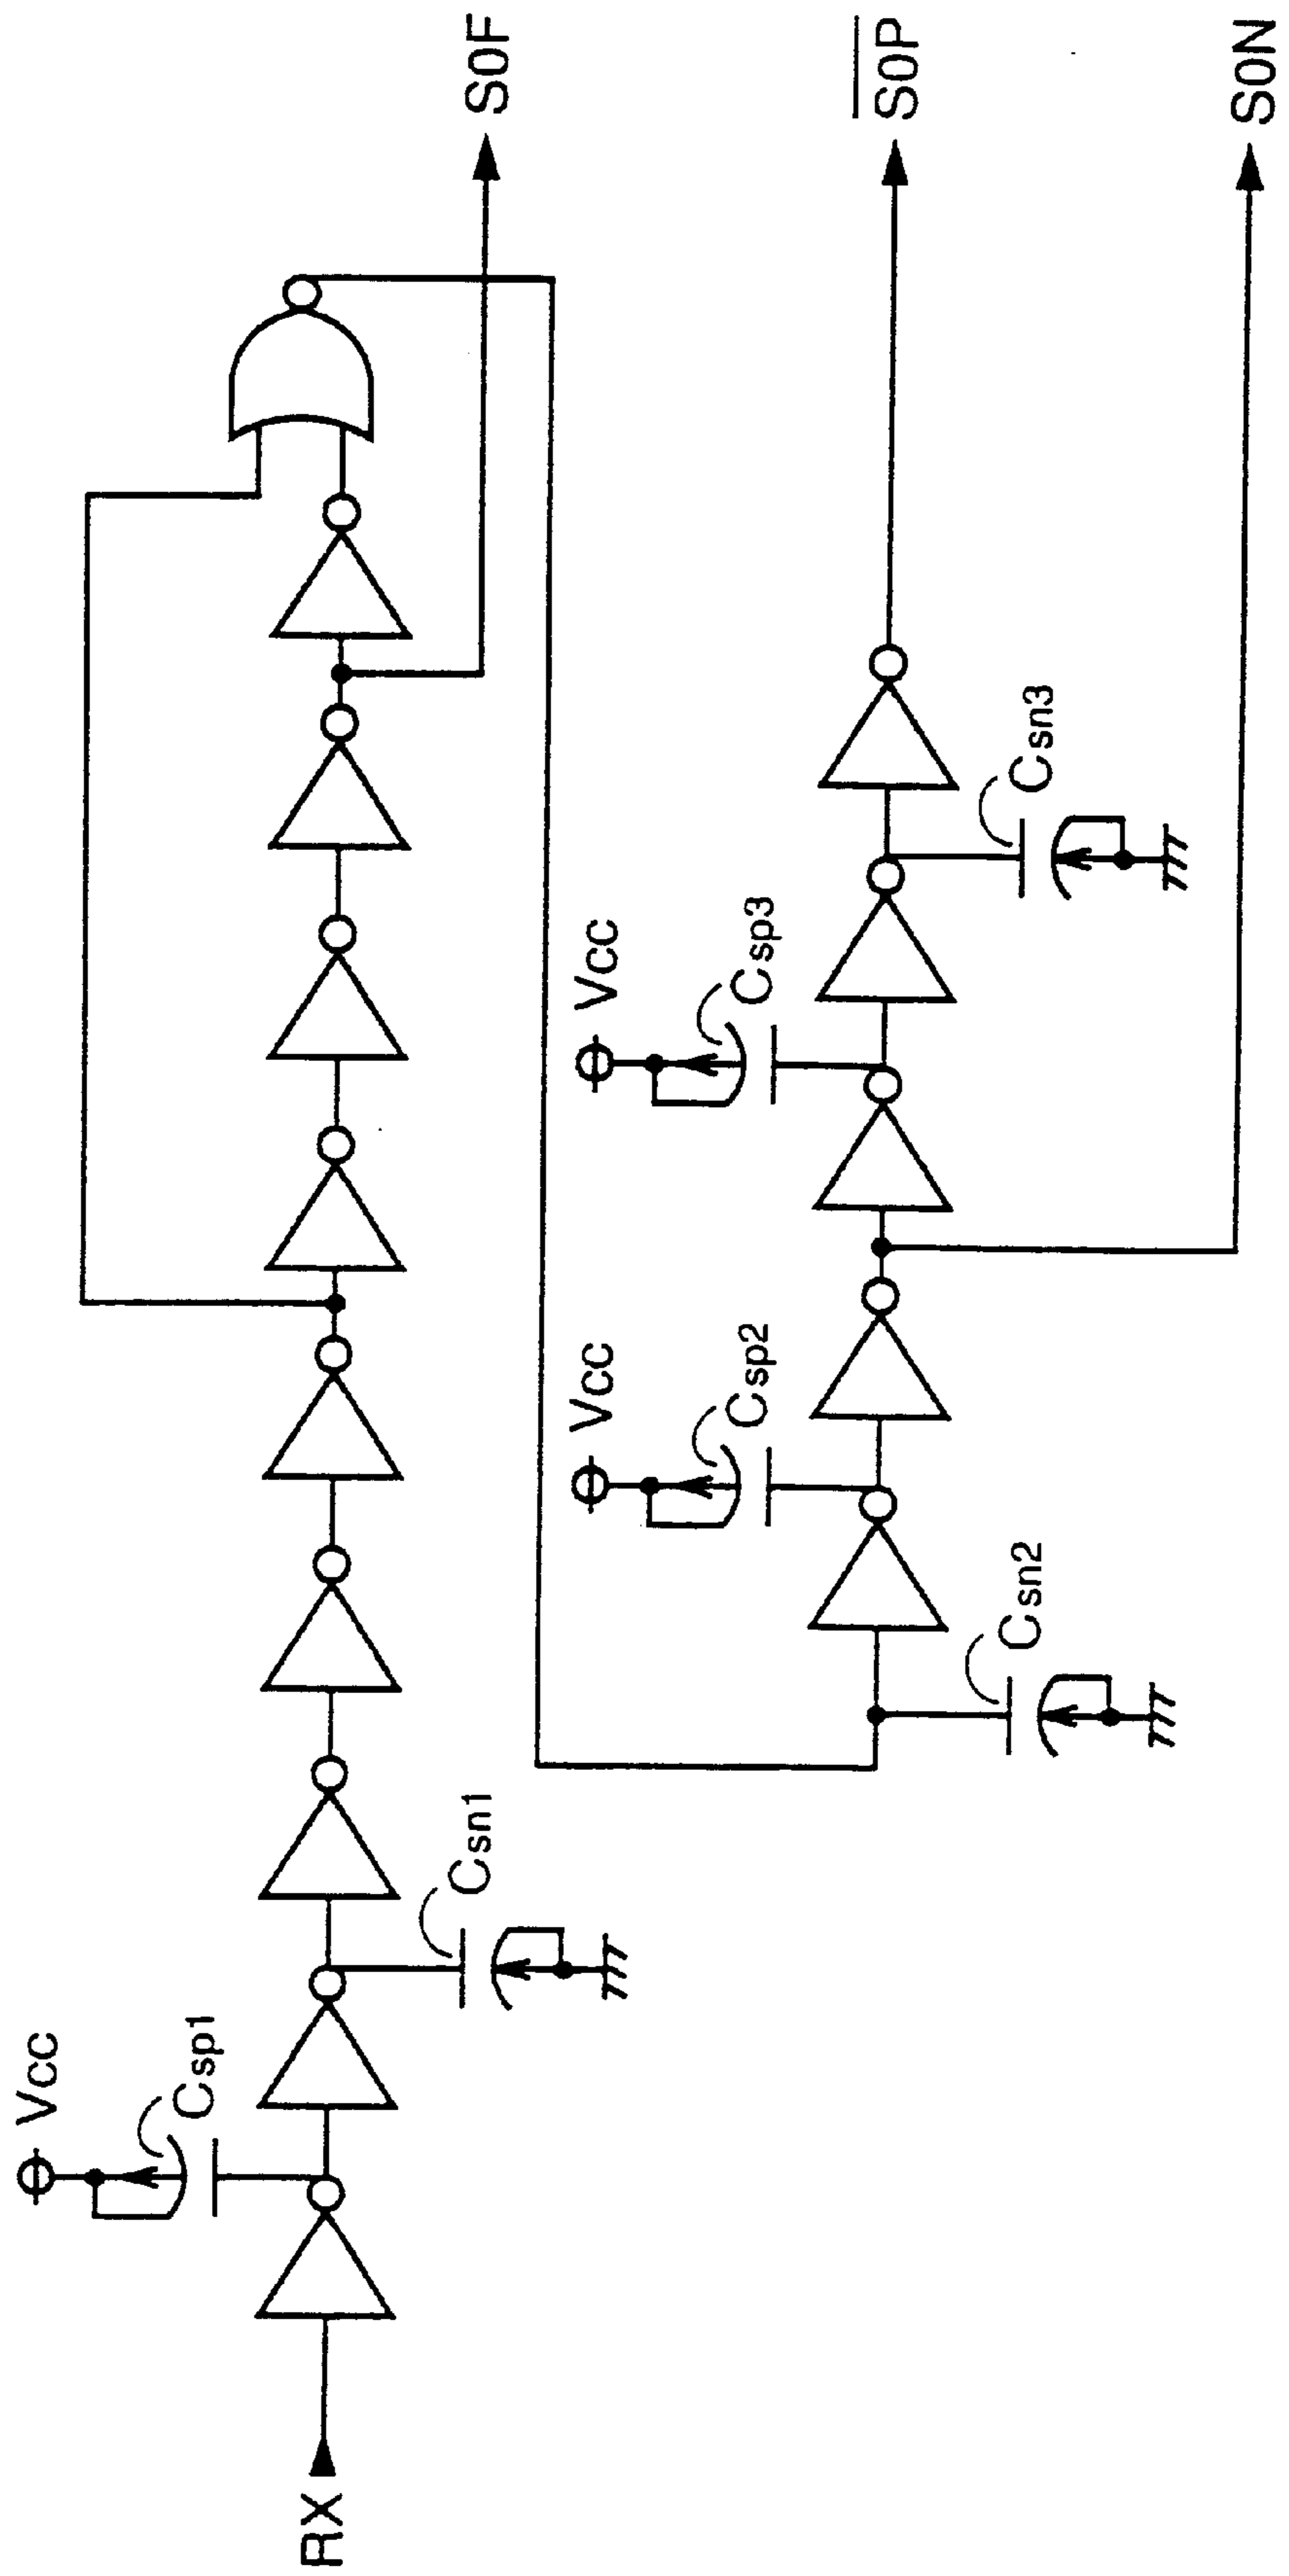 RX
Vcc
Csp1
Csn1
S0F
Vcc
Csp2
Csn2
Vcc
Csp3
Csn3
S0P
S0N